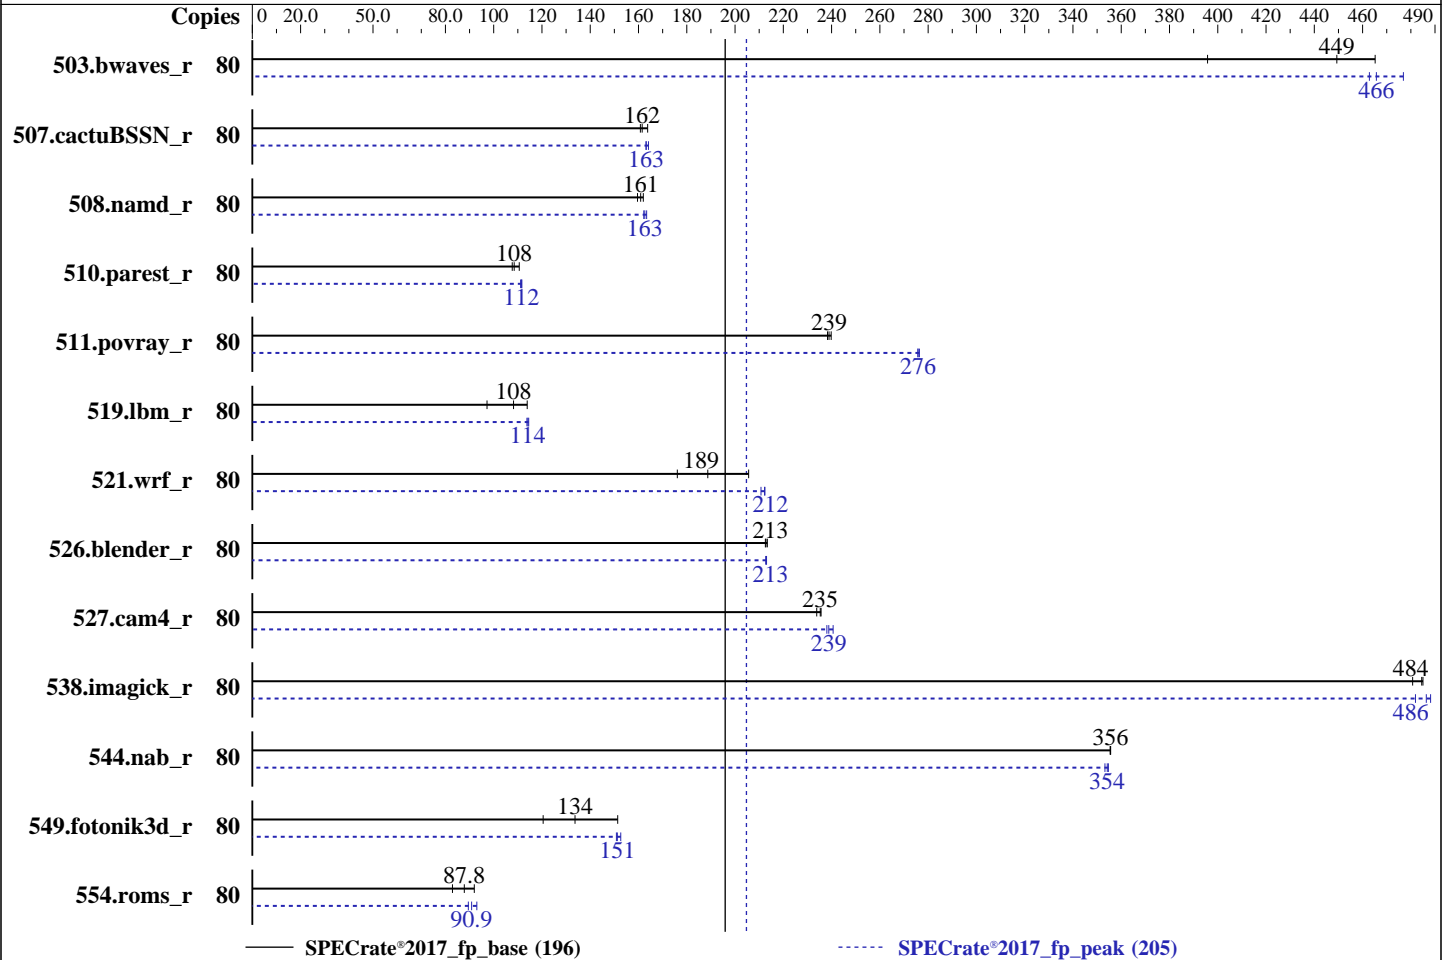 Copies 0 20.0 50.0 80.0 100 120 140 160 180 200 220 240 260 280 300 320 340 360 380 400 420 440 460 490
503.bwaves_r 80 449
466
507.cactuBSSN_r 80 162
163
508.namd_r 80 161
163
510.parest_r 80 108
112
511.povray_r 80 239
276
519.lbm_r 80 108
114
521.wrf_r 80 189
212
526.blender_r 80 213
213
527.cam4_r 80 235
239
538.imagick_r 80 484
486
544.nab_r 80 356
354
549.fotonik3d_r 80 134
151
554.roms_r 80 87.8
90.9
SPECrate®2017_fp_base (196) SPECrate®2017_fp_peak (205)